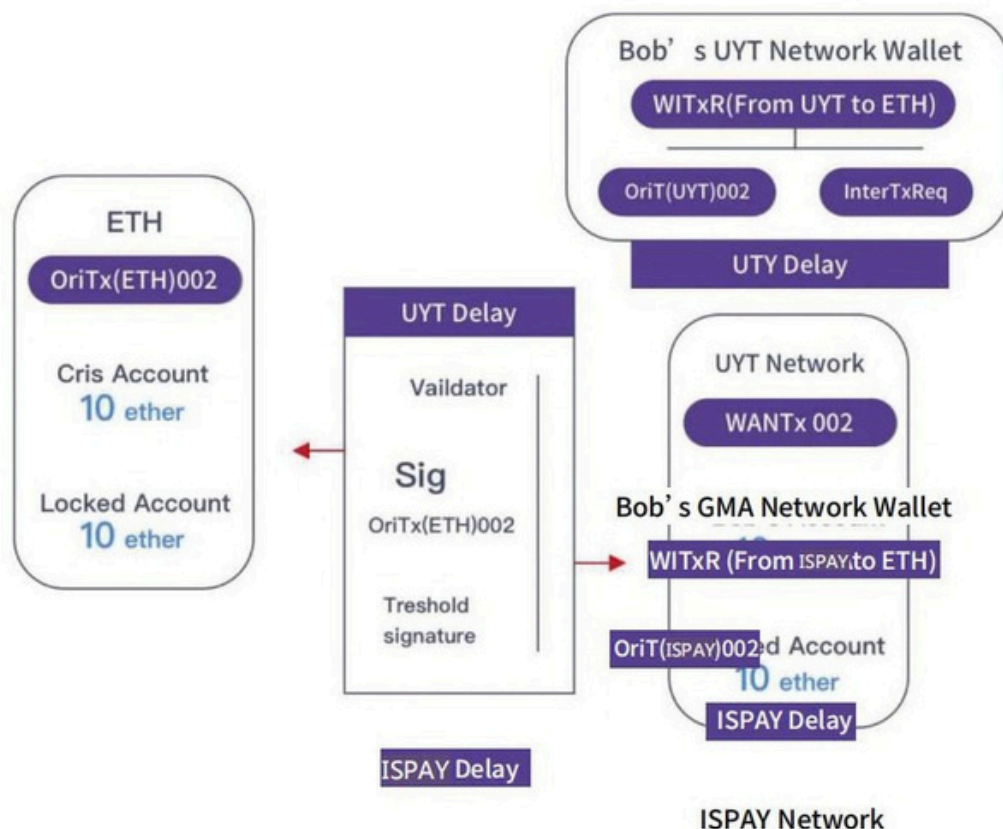 Bob’s UYT Network Wallet
WITxR(From UYT to ETH)
OriT(UYT)002
InterTxReq
UTY Delay
ETH
OriTx(ETH)002
Cris Account
10 ether
Locked Account
10 ether
UYT Delay
Vaildator
Sig
OriTx(ETH)002
Treshold
signature
UYT Network
WANTx 002
Bob’s GMA Network Wallet
WITxR (From ISPAY to ETH)
OriT(ISPAY)002
Account
10 ether
ISPAY Delay
ISPAY Delay
ISPAY Network